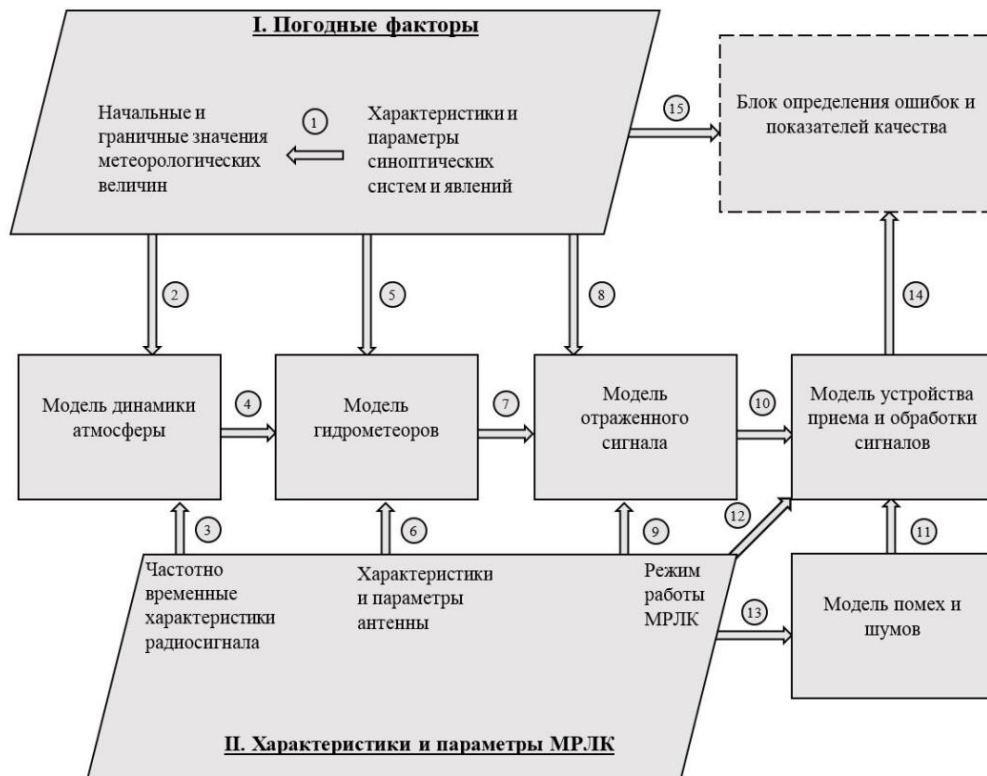 I. Погодные факторы
Начальные и
граничные значения
метеорологических
величин
1
Характеристики и
параметры
синоптических
систем и явлений
15
Блок определения ошибок и
показателей качества
2
5
8
14
Модель динамики
атмосферы
4
Модель
гидрометеоров
7
Модель
отраженного
сигнала
10
Модель устройства
приема и обработки
сигналов
3
6
9
12
11
Частотно
временные
характеристики
радиосигнала
Характеристики
и параметры
антенны
Режим
работы
МРЛК
13
Модель помех и
шумов
II. Характеристики и параметры МРЛК